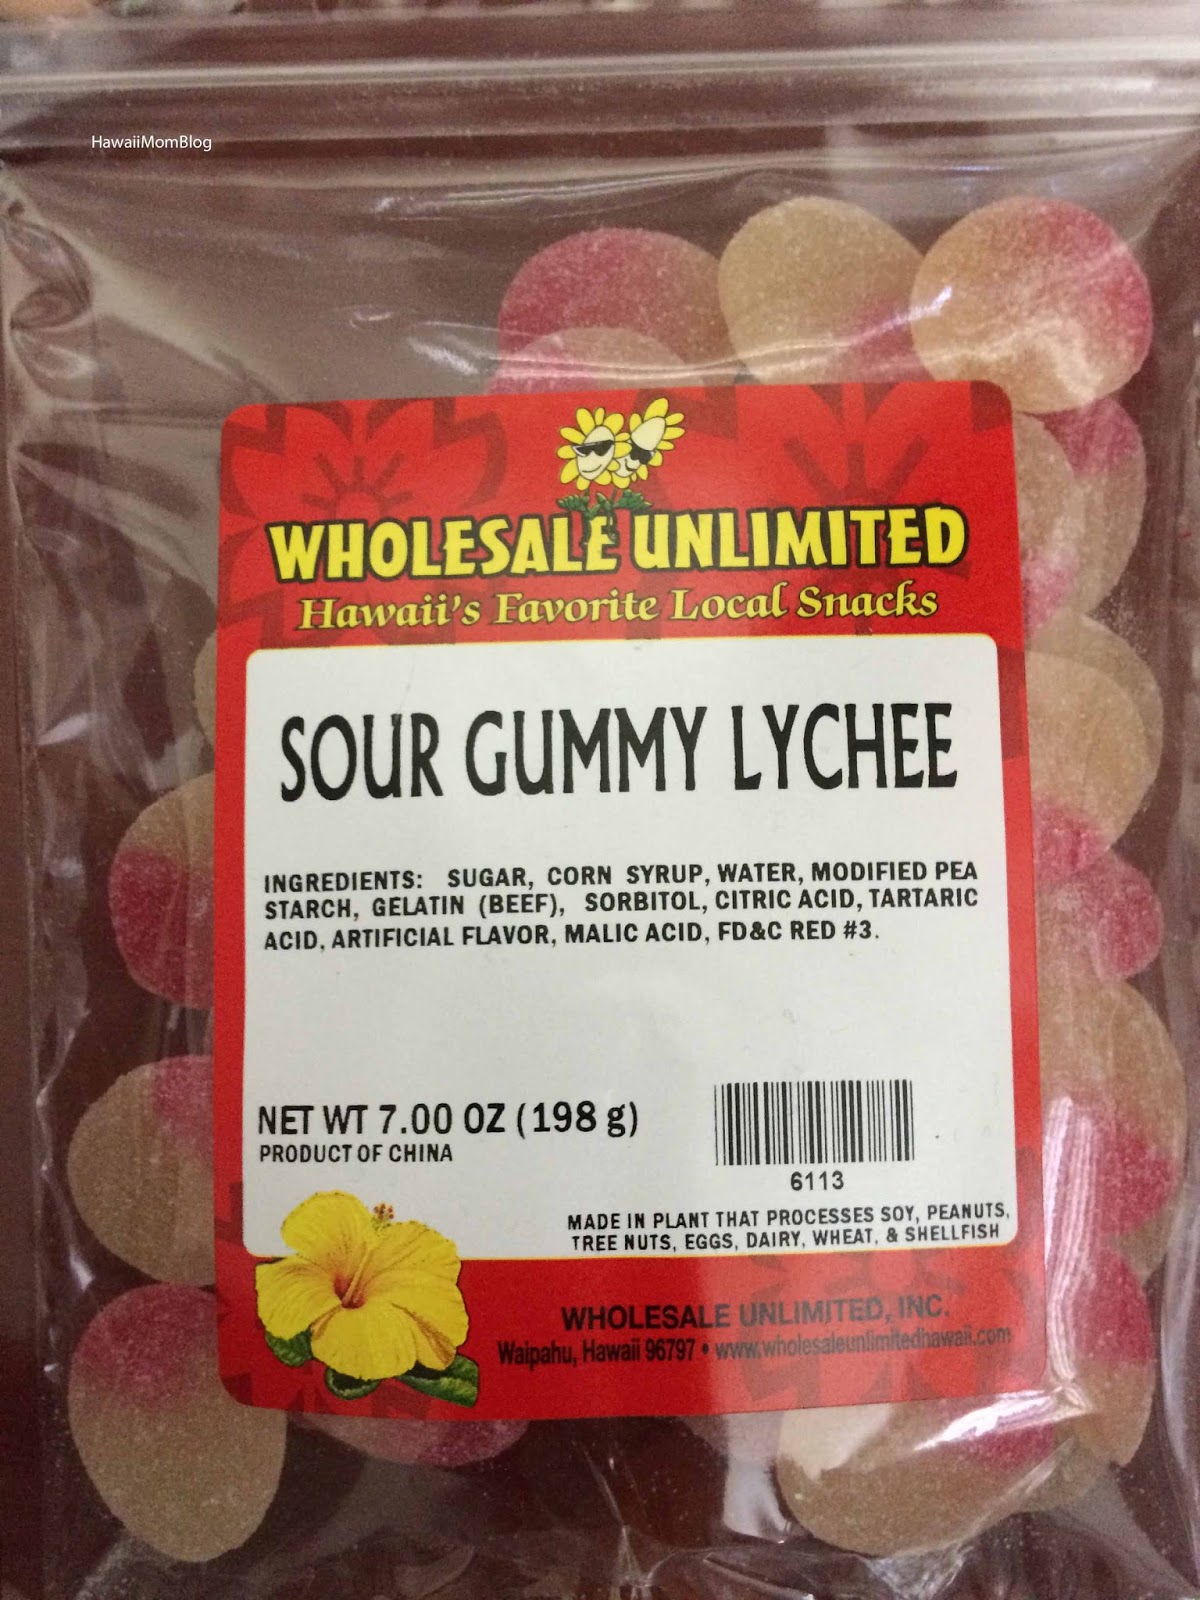 HawaiiMomBlog
WHOLESALE UNLIMITED
Hawaii's Favorite Local Snacks
SOUR GUMMY LYCHEE
INGREDIENTS: SUGAR, CORN SYRUP, WATER, MODIFIED PEA
STARCH, GELATIN (BEEF), SORBITOL, CITRIC ACID, TARTARIC
ACID, ARTIFICIAL FLAVOR, MALIC ACID, FD&C RED #3.
NET WT 7.00 OZ (198 g)
PRODUCT OF CHINA
6113
MADE IN PLANT THAT PROCESSES SOY, PEANUTS,
TREE NUTS, EGGS, DAIRY, WHEAT, & SHELLFISH
WHOLESALE UNLIMITED, INC.
Waipahu, Hawaii 96797 • www.wholesaleunlimitedhawaii.com